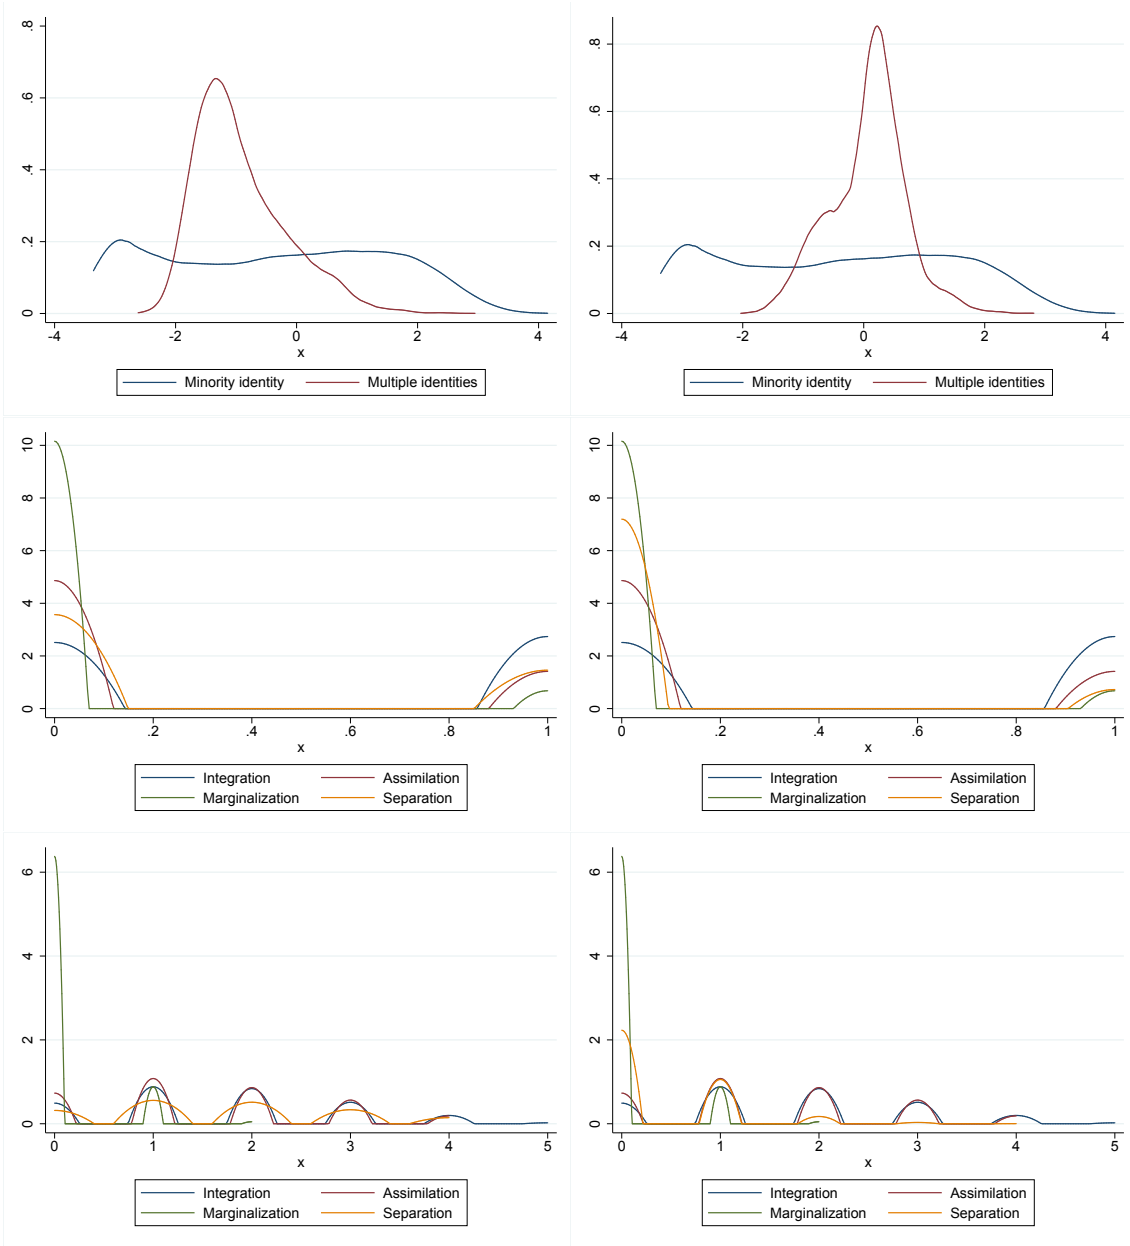 .8
.6
.4
.2
0
-4 -2 0 2 4
x
Minority identity Multiple identities
.8
.6
.4
.2
0
-4 -2 0 2 4
x
Minority identity Multiple identities
10
8
6
4
2
0
0 .2 .4 .6 .8 1
x
Integration Assimilation
Marginalization Separation
10
8
6
4
2
0
0 .2 .4 .6 .8 1
x
Integration Assimilation
Marginalization Separation
6
4
2
0
0 1 2 3 4 5
x
Integration Assimilation
Marginalization Separation
6
4
2
0
0 1 2 3 4 5
x
Integration Assimilation
Marginalization Separation